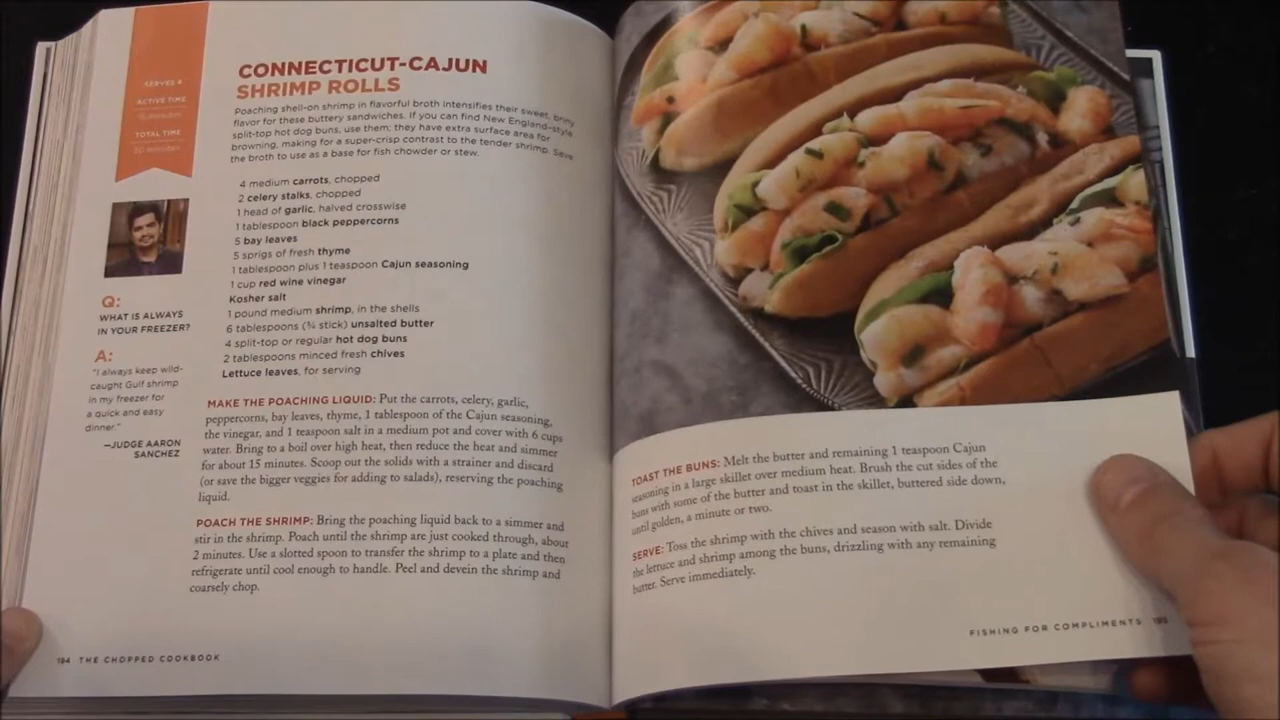 SERVES 4
ACTIVE TIME
15 minutes
TOTAL TIME
50 minutes
CONNECTICUT-CAJUN
SHRIMP ROLLS
Poaching shell-on shrimp in flavorful broth intensifies their sweet, briny
flavor for these buttery sandwiches. If you can find New England–style
split-top hot dog buns, use them; they have extra surface area for
browning, making for a super-crisp contrast to the tender shrimp. Save
the broth to use as a base for fish chowder or stew.
4 medium carrots, chopped
2 celery stalks, chopped
1 head of garlic, halved crosswise
1 tablespoon black peppercorns
5 bay leaves
5 sprigs of fresh thyme
1 tablespoon plus 1 teaspoon Cajun seasoning
1 cup red wine vinegar
Kosher salt
1 pound medium shrimp, in the shells
6 tablespoons (¾ stick) unsalted butter
4 split-top or regular hot dog buns
2 tablespoons minced fresh chives
Lettuce leaves, for serving
Q:
WHAT IS ALWAYS
IN YOUR FREEZER?
A:
"I always keep wild-
caught Gulf shrimp
in my freezer for
a quick and easy
dinner."
—JUDGE AARON
SANCHEZ
MAKE THE POACHING LIQUID: Put the carrots, celery, garlic,
peppercorns, bay leaves, thyme, 1 tablespoon of the Cajun seasoning,
the vinegar, and 1 teaspoon salt in a medium pot and cover with 6 cups
water. Bring to a boil over high heat, then reduce the heat and simmer
for about 15 minutes. Scoop out the solids with a strainer and discard
(or save the bigger veggies for adding to salads), reserving the poaching
liquid.
POACH THE SHRIMP: Bring the poaching liquid back to a simmer and
stir in the shrimp. Poach until the shrimp are just cooked through, about
2 minutes. Use a slotted spoon to transfer the shrimp to a plate and then
refrigerate until cool enough to handle. Peel and devein the shrimp and
coarsely chop.
194 THE CHOPPED COOKBOOK
TOAST THE BUNS: Melt the butter and remaining 1 teaspoon Cajun
seasoning in a large skillet over medium heat. Brush the cut sides of the
buns with some of the butter and toast in the skillet, buttered side down,
until golden, a minute or two.
SERVE: Toss the shrimp with the chives and season with salt. Divide
the lettuce and shrimp among the buns, drizzling with any remaining
butter. Serve immediately.
FISHING FOR COMPLIMENTS 195